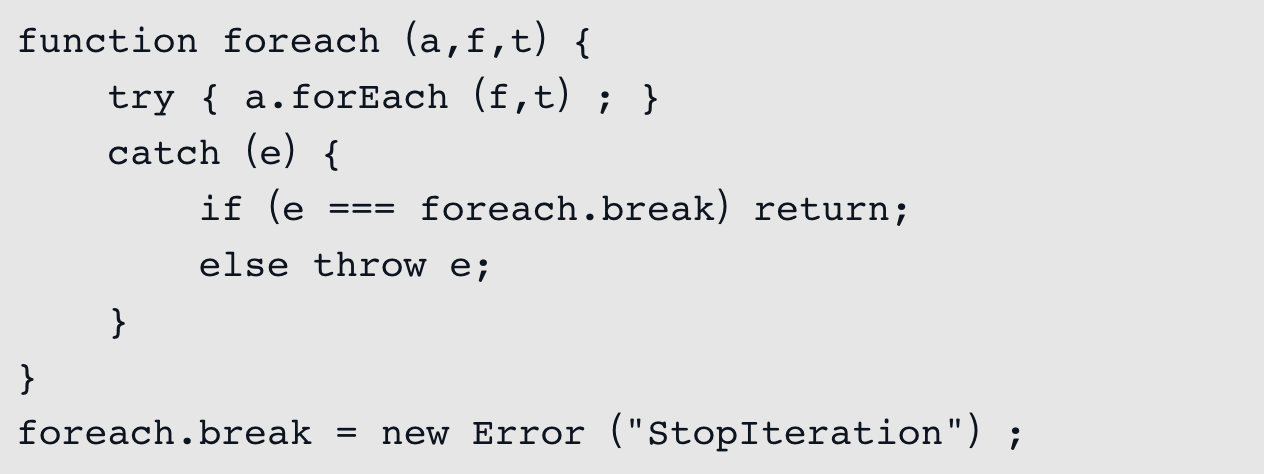 function foreach (a,f,t) {
    try { a.forEach (f,t) ; }
    catch (e) {
        if (e === foreach.break) return;
        else throw e;
    }
}
foreach.break = new Error ("StopIteration") ;